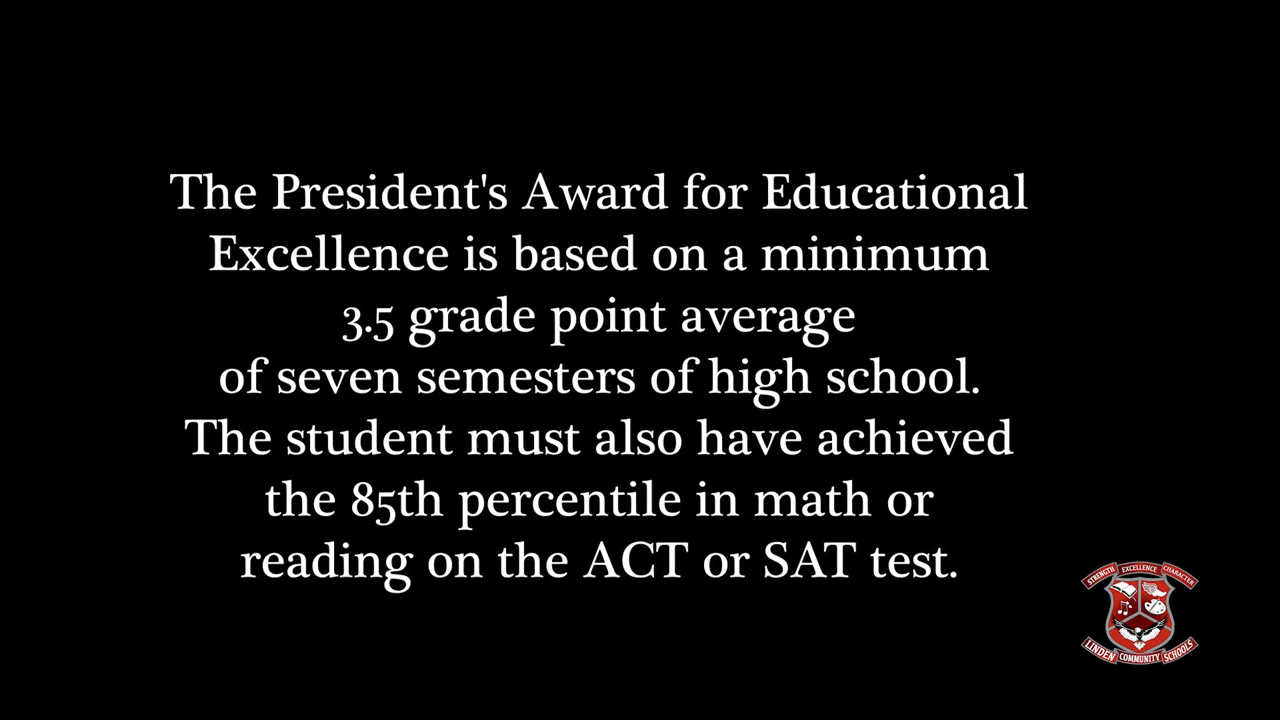 The President's Award for Educational
Excellence is based on a minimum
3.5 grade point average
of seven semesters of high school.
The student must also have achieved
the 85th percentile in math or
reading on the ACT or SAT test.
STRENGTH EXCELLENCE CHARACTER
LINDEN COMMUNITY SCHOOLS